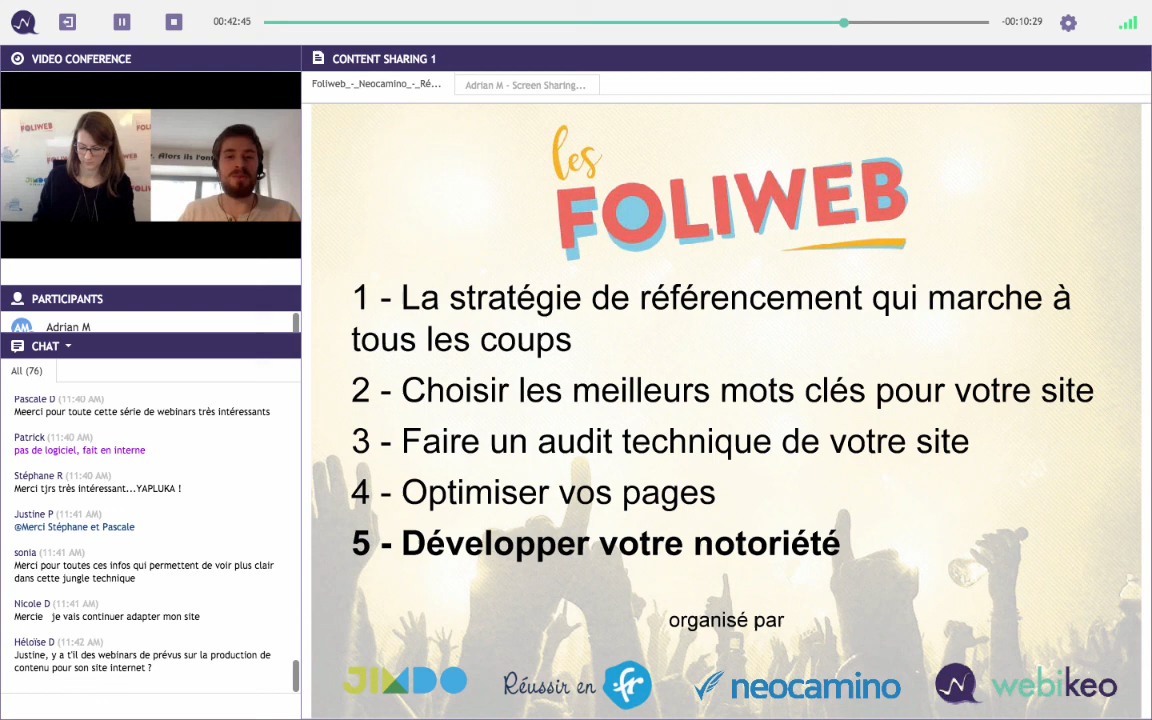 00:42:45
-00:10:29
VIDEO CONFERENCE
CONTENT SHARING 1
Foliweb_-_Neocamino_-_Ré...
Adrian M - Screen Sharing...
FOLIWEB
JIMDO
. Alors ils l'ont
PARTICIPANTS
AM
Adrian M
CHAT
All (76)
Pascale D (11:40 AM)
Meerci pour toute cette série de webinars très intéressants
Patrick (11:40 AM)
pas de logiciel, fait en interne
Stéphane R (11:40 AM)
Merci tjrs très intéressant...YAPLUKA !
Justine P (11:41 AM)
@Merci Stéphane et Pascale
sonia (11:41 AM)
Merci pour toutes ces infos qui permettent de voir plus clair
dans cette jungle technique
Nicole D (11:41 AM)
Mercie je vais continuer adapter mon site
Héloïse D (11:42 AM)
Justine, y a t'il des webinars de prévus sur la production de
contenu pour son site internet ?
les
FOLIWEB
1 - La stratégie de référencement qui marche à
tous les coups
2 - Choisir les meilleurs mots clés pour votre site
3 - Faire un audit technique de votre site
4 - Optimiser vos pages
5 - Développer votre notoriété
organisé par
JIMDO
Réussir en .fr
neocamino
webikeo